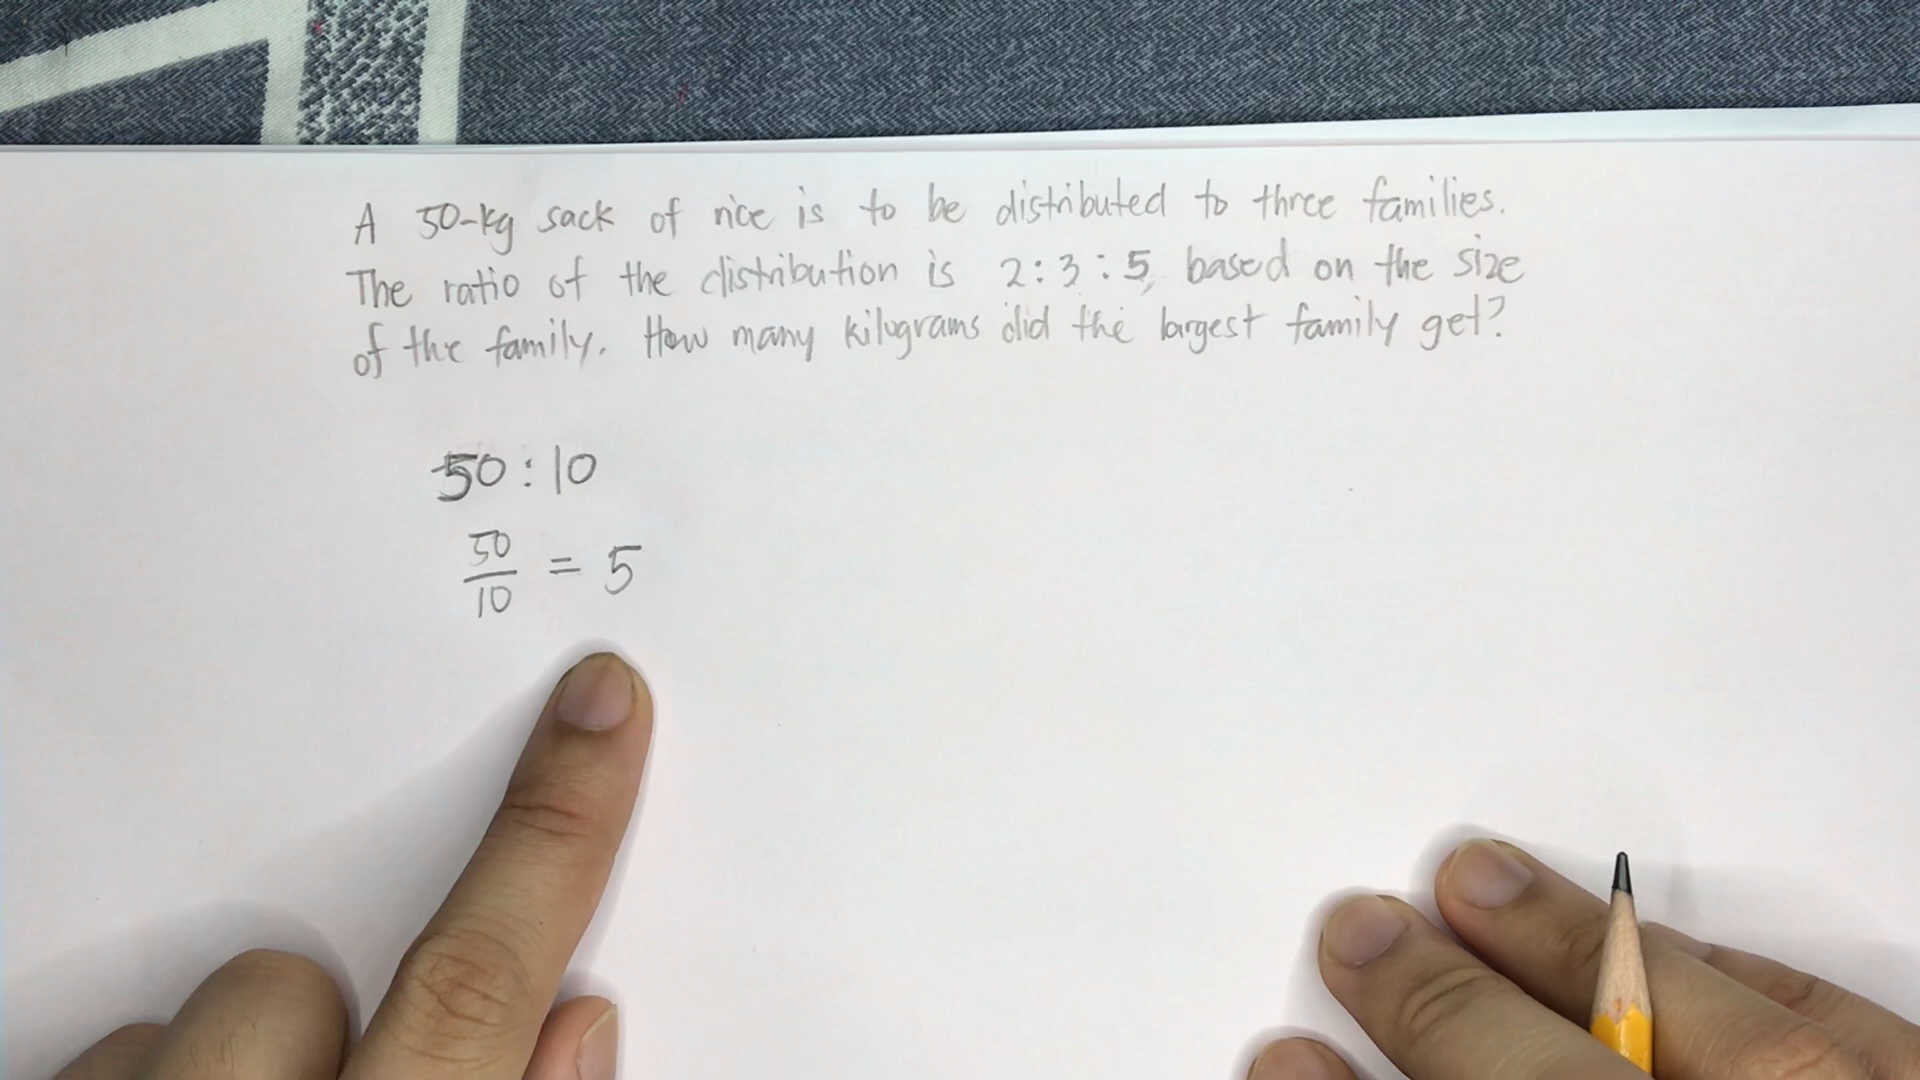 A 50-kg sack of rice is to be distributed to three families.
The ratio of the distribution is 2:3:5, based on the size
of the family. How many kilograms did the largest family get?
50:10
50
10
= 5